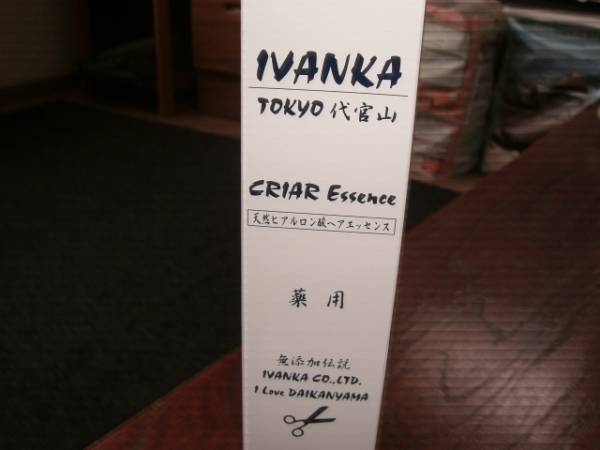 IVANKA
TOKYO 代官山
CRIAR Essence
天然ヒアルロン酸ヘアエッセンス
薬用
無添加伝説
IVANKA CO.,LTD.
I Love DAIKANYAMA